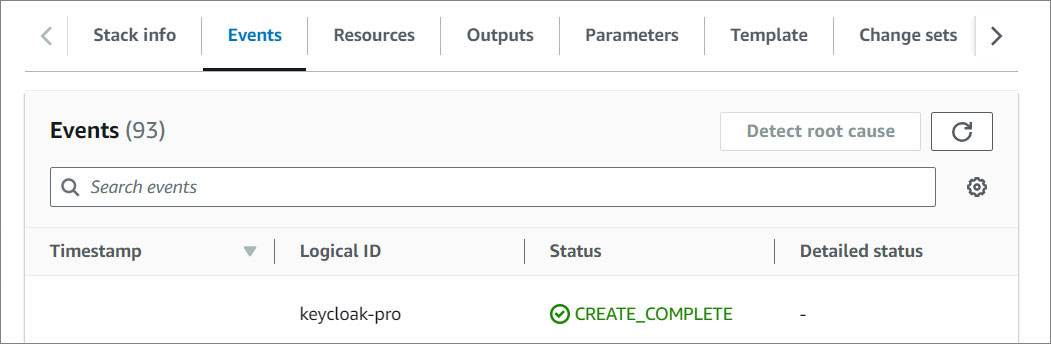 Stack info Events Resources Outputs Parameters Template Change sets
Events (93) Detect root cause
Search events
Timestamp Logical ID Status Detailed status
keycloak-pro CREATE_COMPLETE -